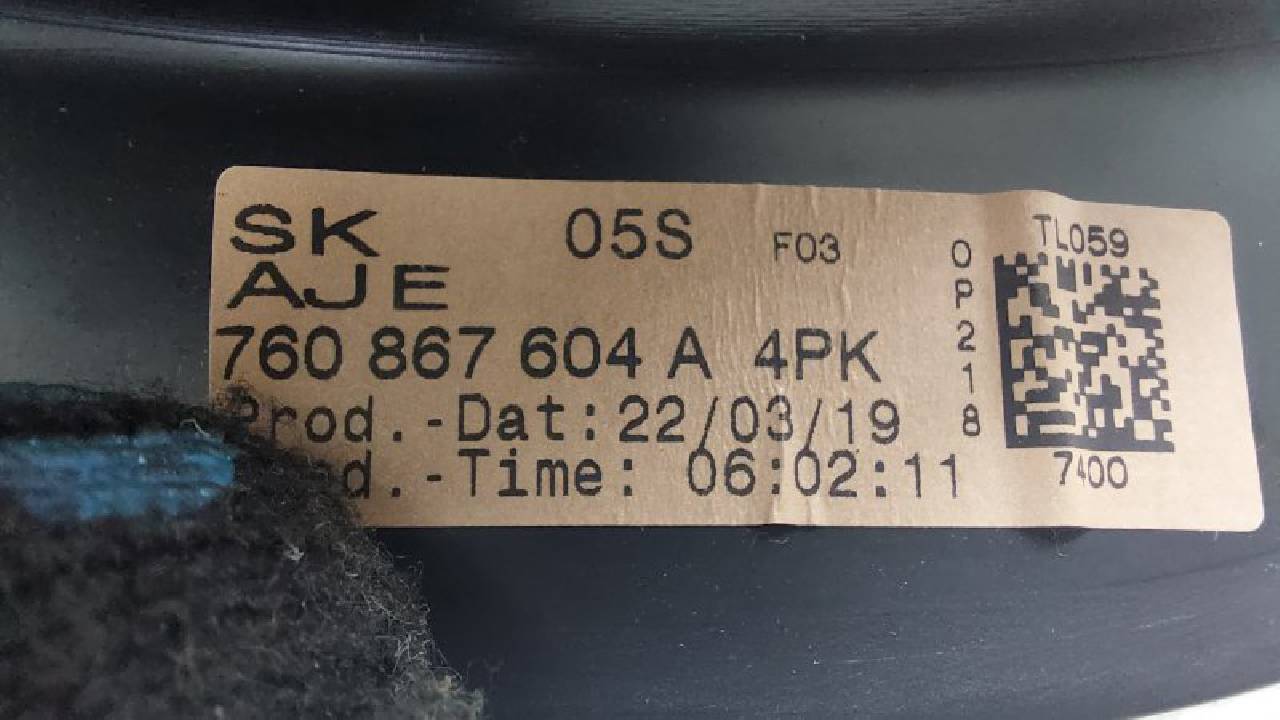 SK 05S F03
AJE
760 867 604 A 4PK
Prod.-Dat:22/03/19
d.-Time: 06:02:11
OP218
TL059
7400